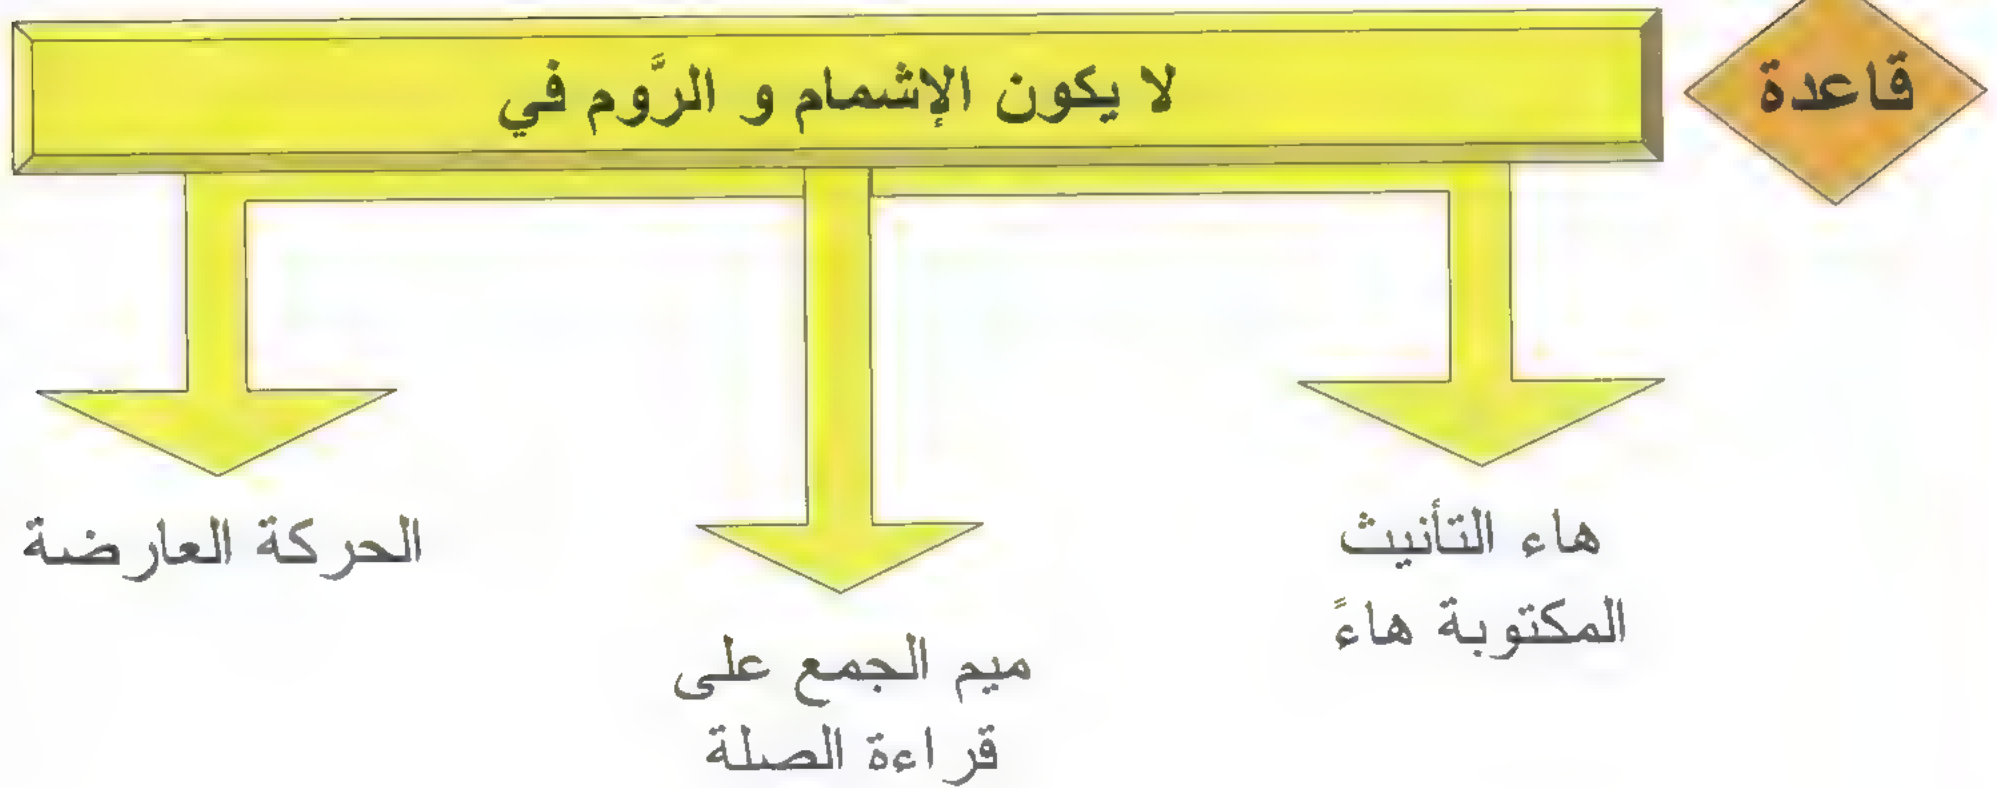 قاعدة
لا يكون الإشمام و الرَّوم في
هاء التأنيث
المكتوبة هاءً
ميم الجمع على
قراءة الصلة
الحركة العارضة